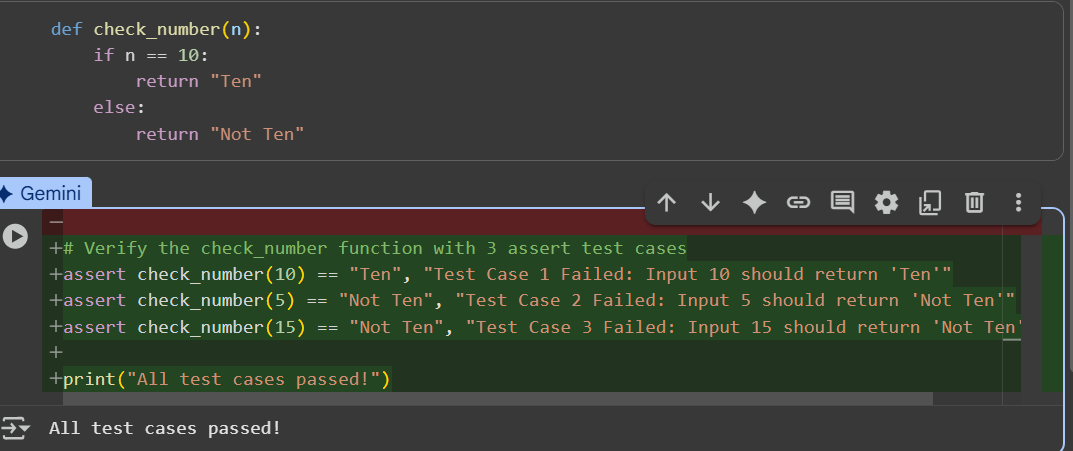 def check_number(n):
    if n == 10:
        return "Ten"
    else:
        return "Not Ten"
Gemini
# Verify the check_number function with 3 assert test cases
assert check_number(10) == "Ten", "Test Case 1 Failed: Input 10 should return 'Ten'"
assert check_number(5) == "Not Ten", "Test Case 2 Failed: Input 5 should return 'Not Ten'"
assert check_number(15) == "Not Ten", "Test Case 3 Failed: Input 15 should return 'Not Ten'
print("All test cases passed!")
All test cases passed!